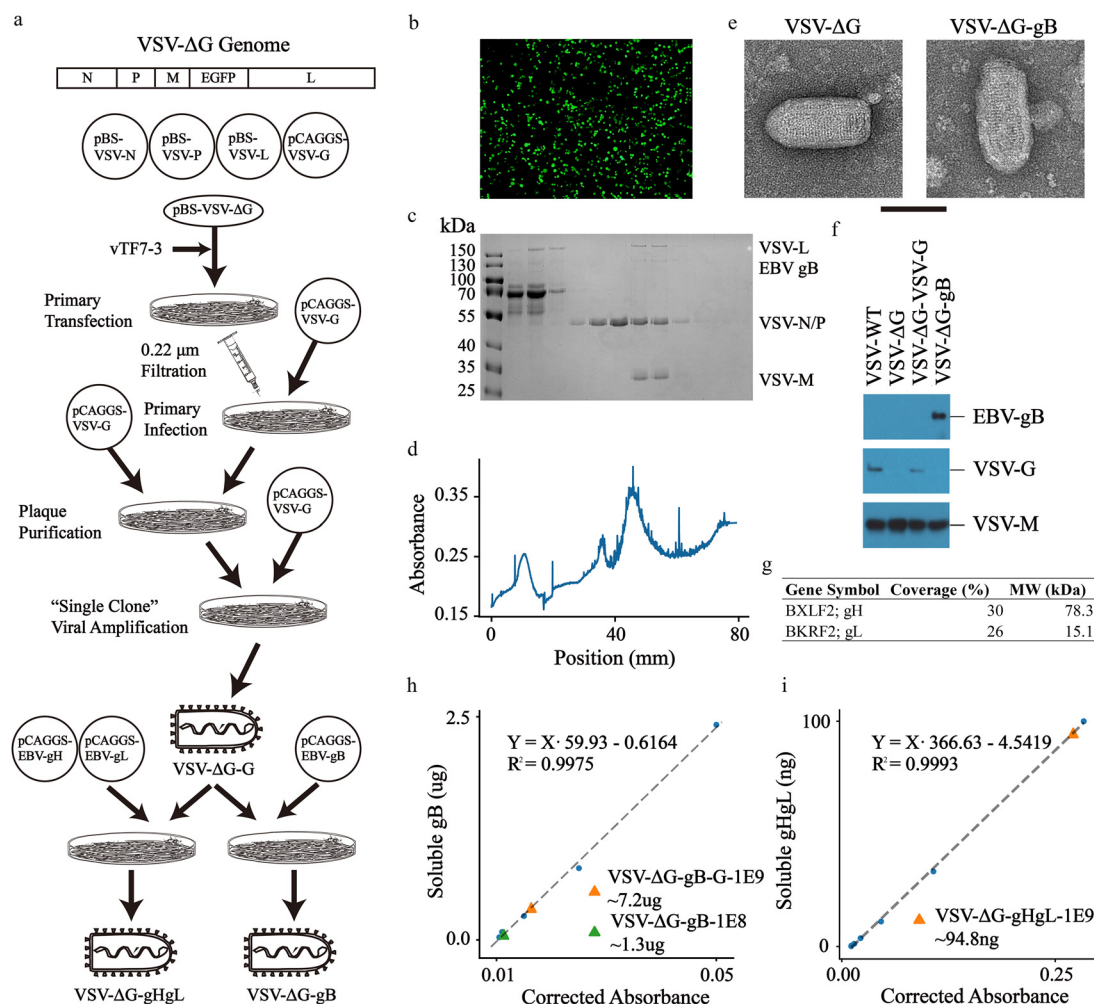 a
VSV-ΔG Genome
N P M EGFP L
pBS-
VSV-N
pBS-
VSV-P
pBS-
VSV-L
pCAGGS-
VSV-G
pBS-VSV-ΔG
vTF7-3
Primary
Transfection
pCAGGS-
VSV-G
0.22 μm
Filtration
pCAGGS-
VSV-G
Primary
Infection
pCAGGS-
VSV-G
Plaque
Purification
“Single Clone”
Viral Amplification
pCAGGS-
EBV-gH
pCAGGS-
EBV-gL
pCAGGS-
EBV-gB
VSV-ΔG-G
VSV-ΔG-gHgL
VSV-ΔG-gB
b
c
kDa
150
130
100
70
55
40
35
25
VSV-L
EBV gB
VSV-N/P
VSV-M
d
Absorbance
0.35
0.25
0.15
0 40 80
Position (mm)
e
VSV-ΔG
VSV-ΔG-gB
f
VSV-WT
VSV-ΔG
VSV-ΔG-VSV-G
VSV-ΔG-gB
EBV-gB
VSV-G
VSV-M
g
Gene Symbol Coverage (%) MW (kDa)
BXLF2; gH 30 78.3
BKRF2; gL 26 15.1
h
Soluble gB (ug)
2.5
0.0
Y = X· 59.93 - 0.6164
R² = 0.9975
VSV-ΔG-gB-G-1E9
~7.2ug
VSV-ΔG-gB-1E8
~1.3ug
0.01 0.05
Corrected Absorbance
i
Soluble gHgL (ng)
100
0
Y = X· 366.63 - 4.5419
R² = 0.9993
VSV-ΔG-gHgL-1E9
~94.8ng
0.00 0.25
Corrected Absorbance